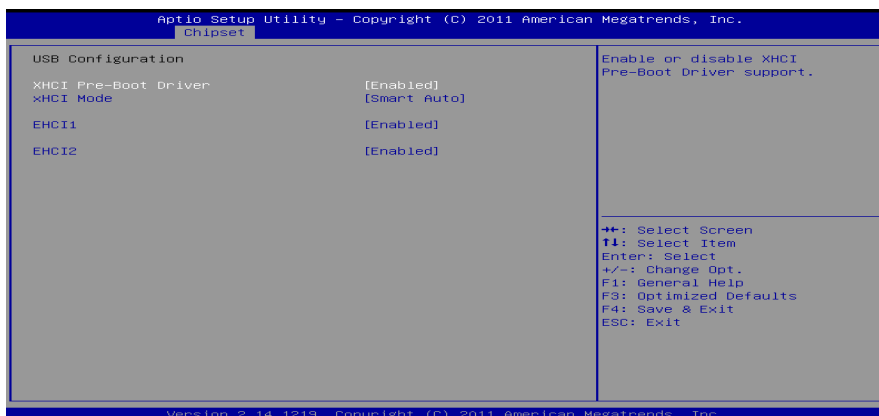 Aptio Setup Utility – Copyright (C) 2011 American Megatrends, Inc.
Chipset
USB Configuration
XHCI Pre-Boot Driver [Enabled]
xHCI Mode [Smart Auto]
EHCI1 [Enabled]
EHCI2 [Enabled]
Enable or disable XHCI
Pre-Boot Driver support.
→←: Select Screen
↑↓: Select Item
Enter: Select
+/-: Change Opt.
F1: General Help
F3: Optimized Defaults
F4: Save & Exit
ESC: Exit
Version 2.14.1219. Copyright (C) 2011 American Megatrends, Inc.